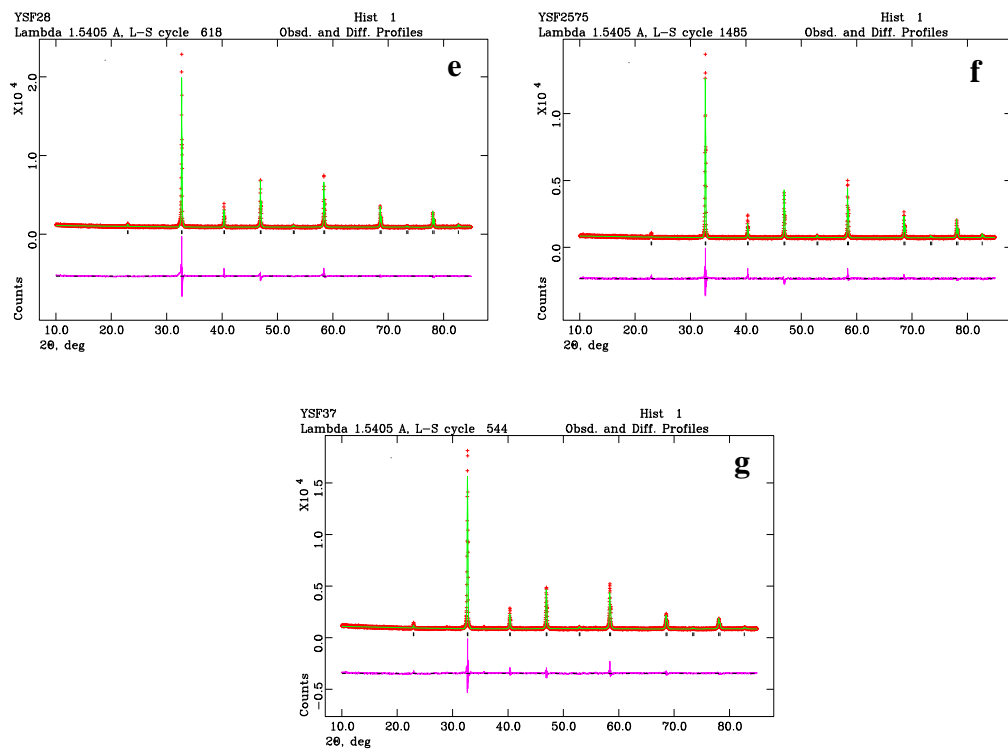 YSF28 Hist 1
Lambda 1.5405 A, L-S cycle 618 Obsd. and Diff. Profiles
e
X10 4
2.0
1.0
0.0
Counts
10.0 20.0 30.0 40.0 50.0 60.0 70.0 80.0
2Θ, deg
YSF2575 Hist 1
Lambda 1.5405 A, L-S cycle 1485 Obsd. and Diff. Profiles
f
X10 4
1.0
0.5
0.0
Counts
10.0 20.0 30.0 40.0 50.0 60.0 70.0 80.0
2Θ, deg
YSF37 Hist 1
Lambda 1.5405 A, L-S cycle 544 Obsd. and Diff. Profiles
g
X10 4
1.5
1.0
0.5
0.0
-0.5
Counts
10.0 20.0 30.0 40.0 50.0 60.0 70.0 80.0
2Θ, deg